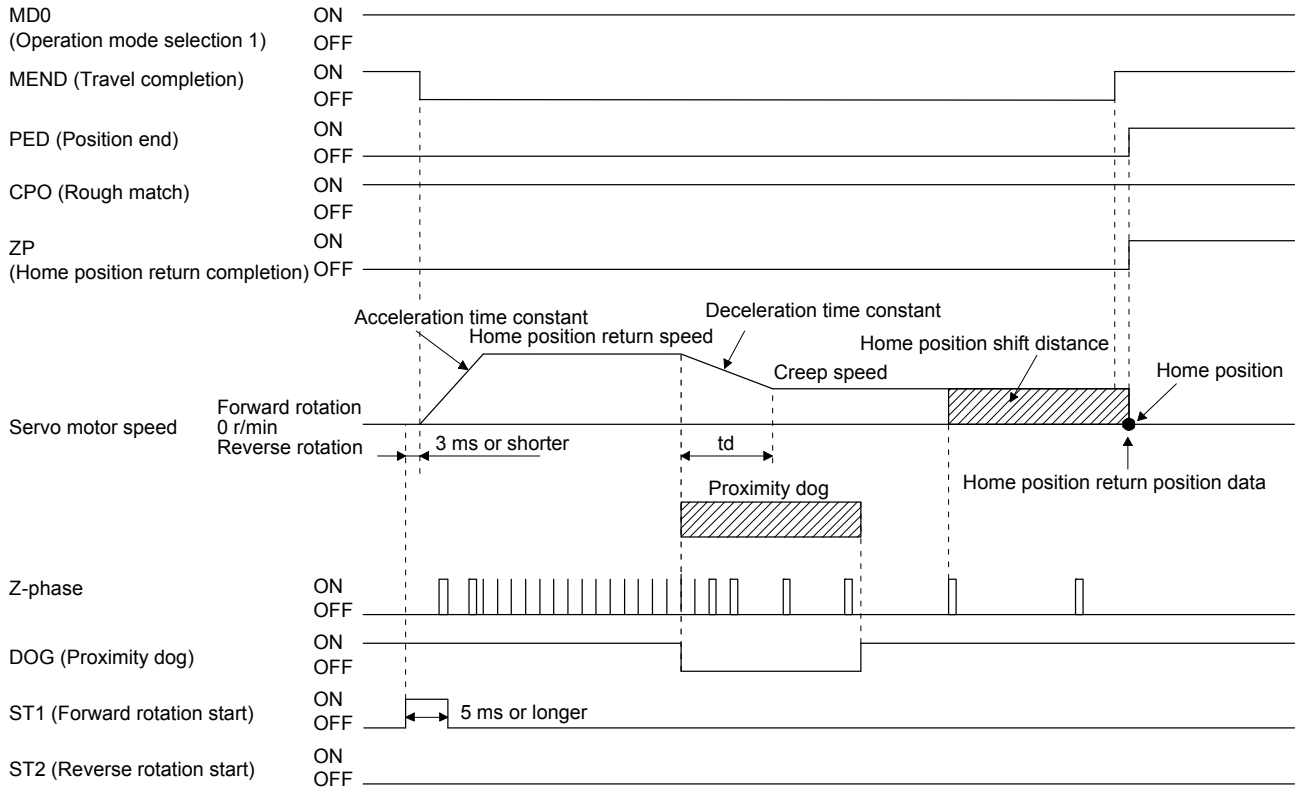 MD0
(Operation mode selection 1)
ON
OFF
MEND (Travel completion)
ON
OFF
PED (Position end)
ON
OFF
CPO (Rough match)
ON
OFF
ZP
(Home position return completion)
ON
OFF
Acceleration time constant
Home position return speed
Deceleration time constant
Home position shift distance
Creep speed
Home position
Servo motor speed
Forward rotation
0 r/min
Reverse rotation
3 ms or shorter
td
Home position return position data
Proximity dog
Z-phase
ON
OFF
DOG (Proximity dog)
ON
OFF
ST1 (Forward rotation start)
ON
OFF
5 ms or longer
ST2 (Reverse rotation start)
ON
OFF